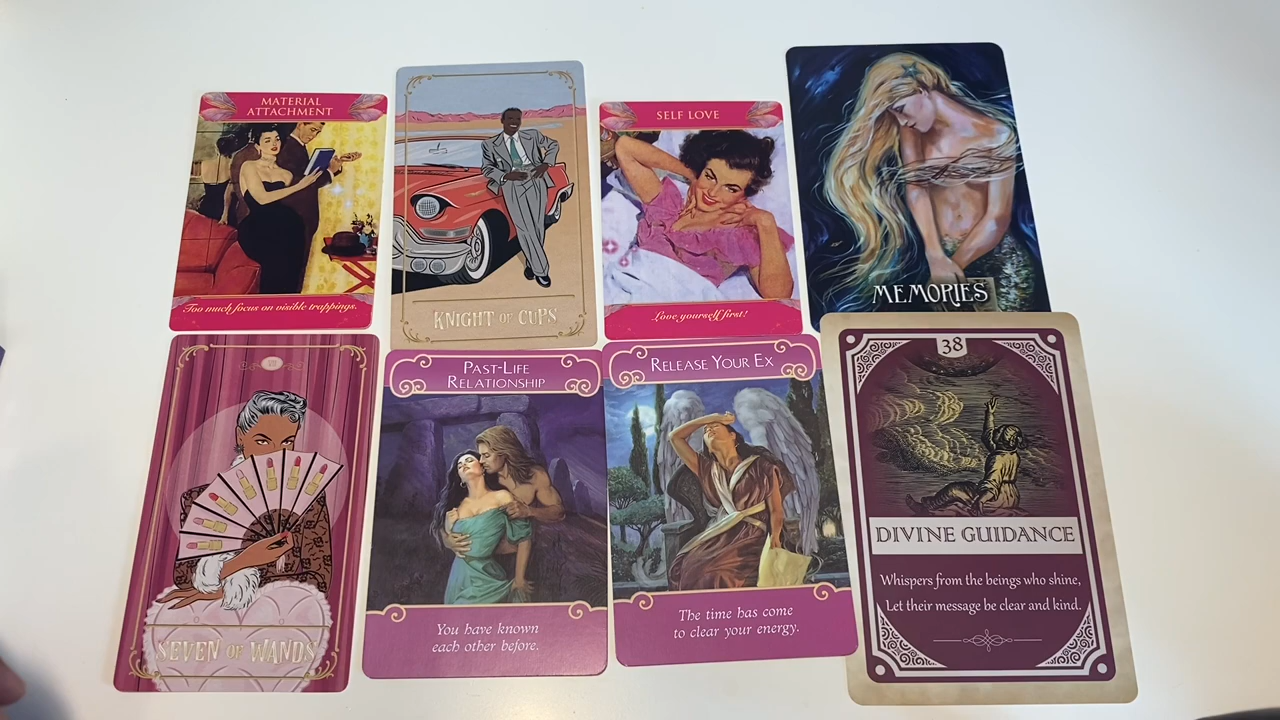 MATERIAL
ATTACHMENT
Too much focus on visible trappings.
KNIGHT OF CUPS
SELF LOVE
Love yourself first!
MEMORIES
VII
SEVEN OF WANDS
PAST-LIFE
RELATIONSHIP
You have known
each other before.
RELEASE YOUR EX
The time has come
to clear your energy.
38
DIVINE GUIDANCE
Whispers from the beings who shine,
Let their message be clear and kind.